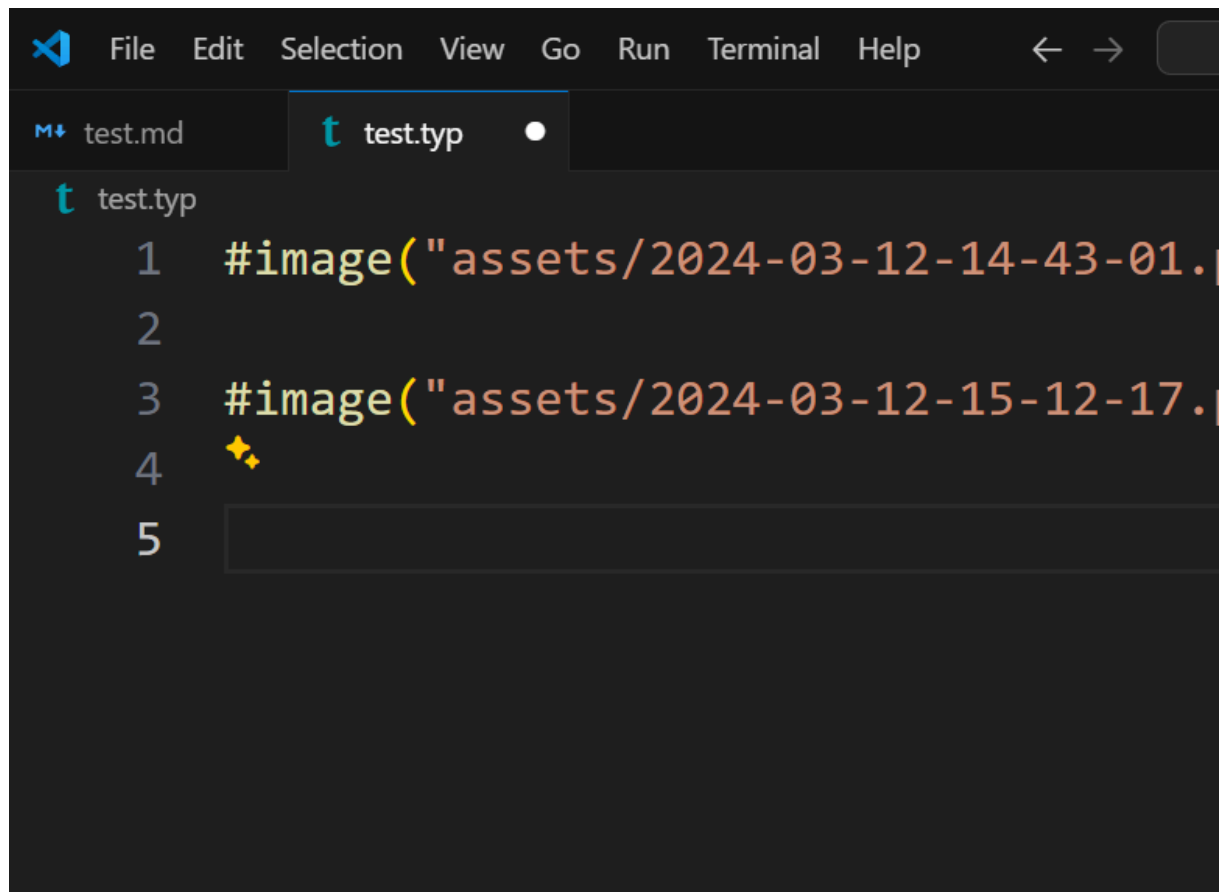 File Edit Selection View Go Run Terminal Help
test.md test.typ
test.typ
1 #image("assets/2024-03-12-14-43-01.p
2
3 #image("assets/2024-03-12-15-12-17.p
4
5